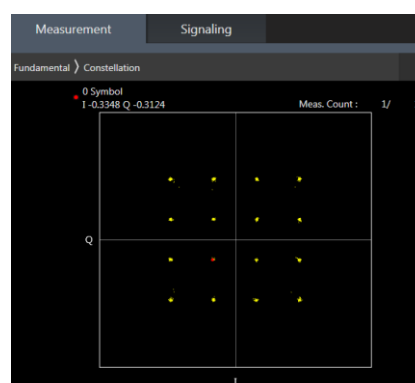 Measurement Signaling
Fundamental ⟩ Constellation
0 Symbol
I -0.3348 Q -0.3124 Meas. Count : 1/
Q
I